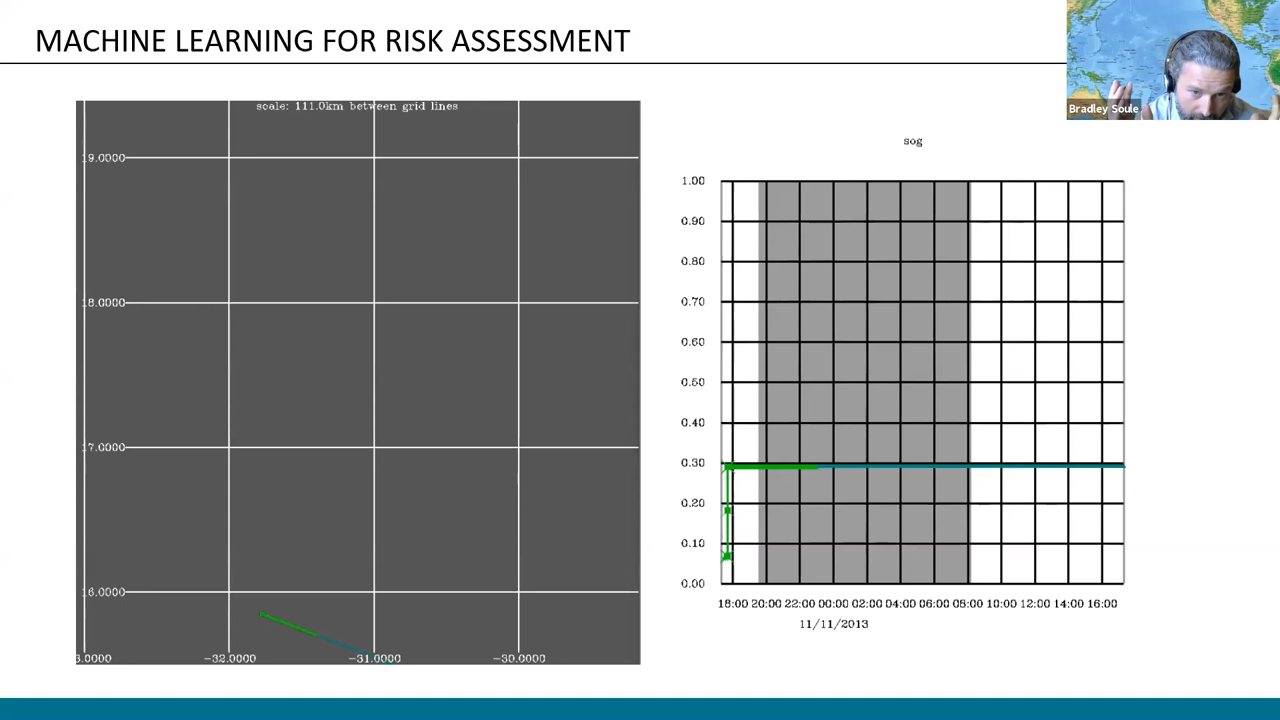 MACHINE LEARNING FOR RISK ASSESSMENT
Bradley Soule
scale: 111.0km between grid lines
19.0000
18.0000
17.0000
16.0000
3.0000 -32.0000 -31.0000 -30.0000
sog
1.00
0.90
0.80
0.70
0.60
0.50
0.40
0.30
0.20
0.10
0.00
18:00 20:00 22:00 00:00 02:00 04:00 06:00 08:00 10:00 12:00 14:00 16:00
11/11/2013